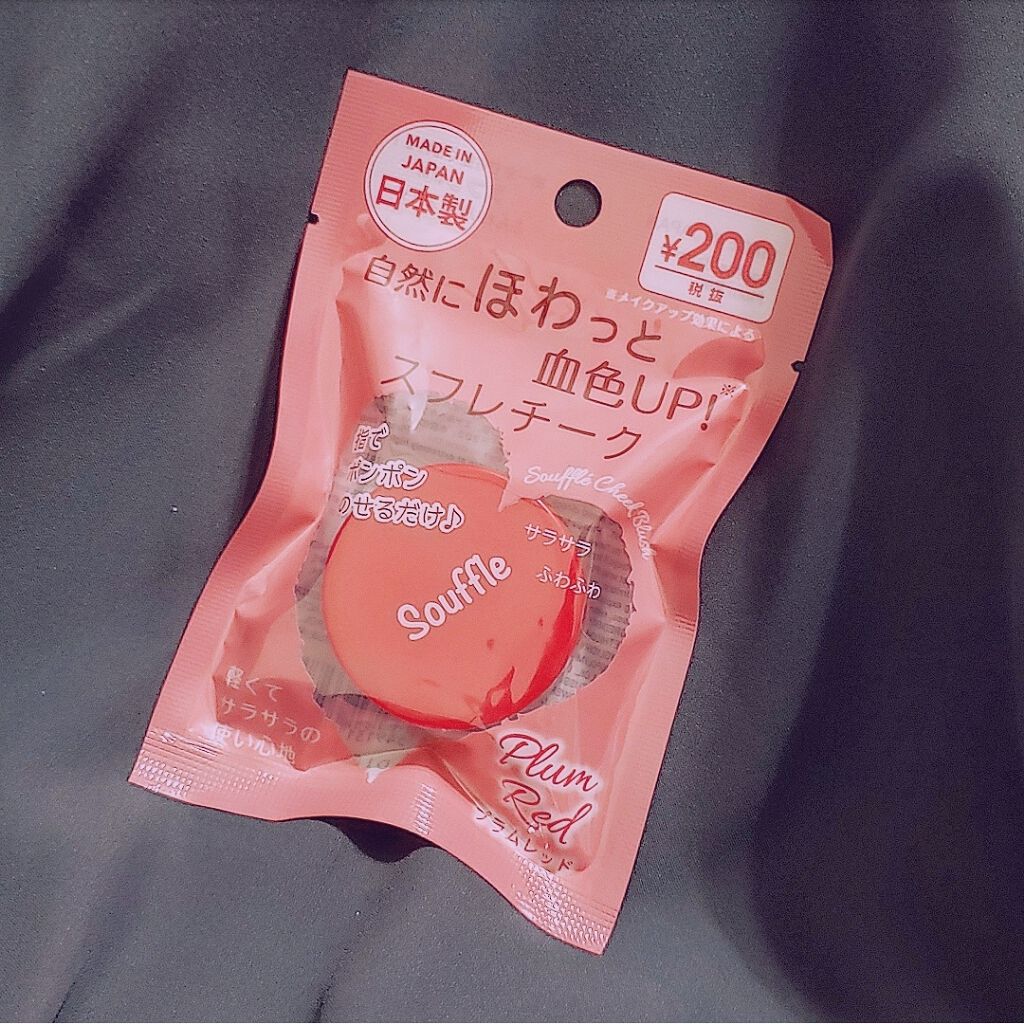 MADE IN
JAPAN
日本製
¥200
税抜
自然にほわっと
※メイクアップ効果による
血色UP!※
スフレチーク
Souffle Cheek Blush
指で
ポンポン
のせるだけ♪
サラサラ
ふわふわ
Souffle
軽くて
サラサラの
使い心地
Plum
Red
プラムレッド